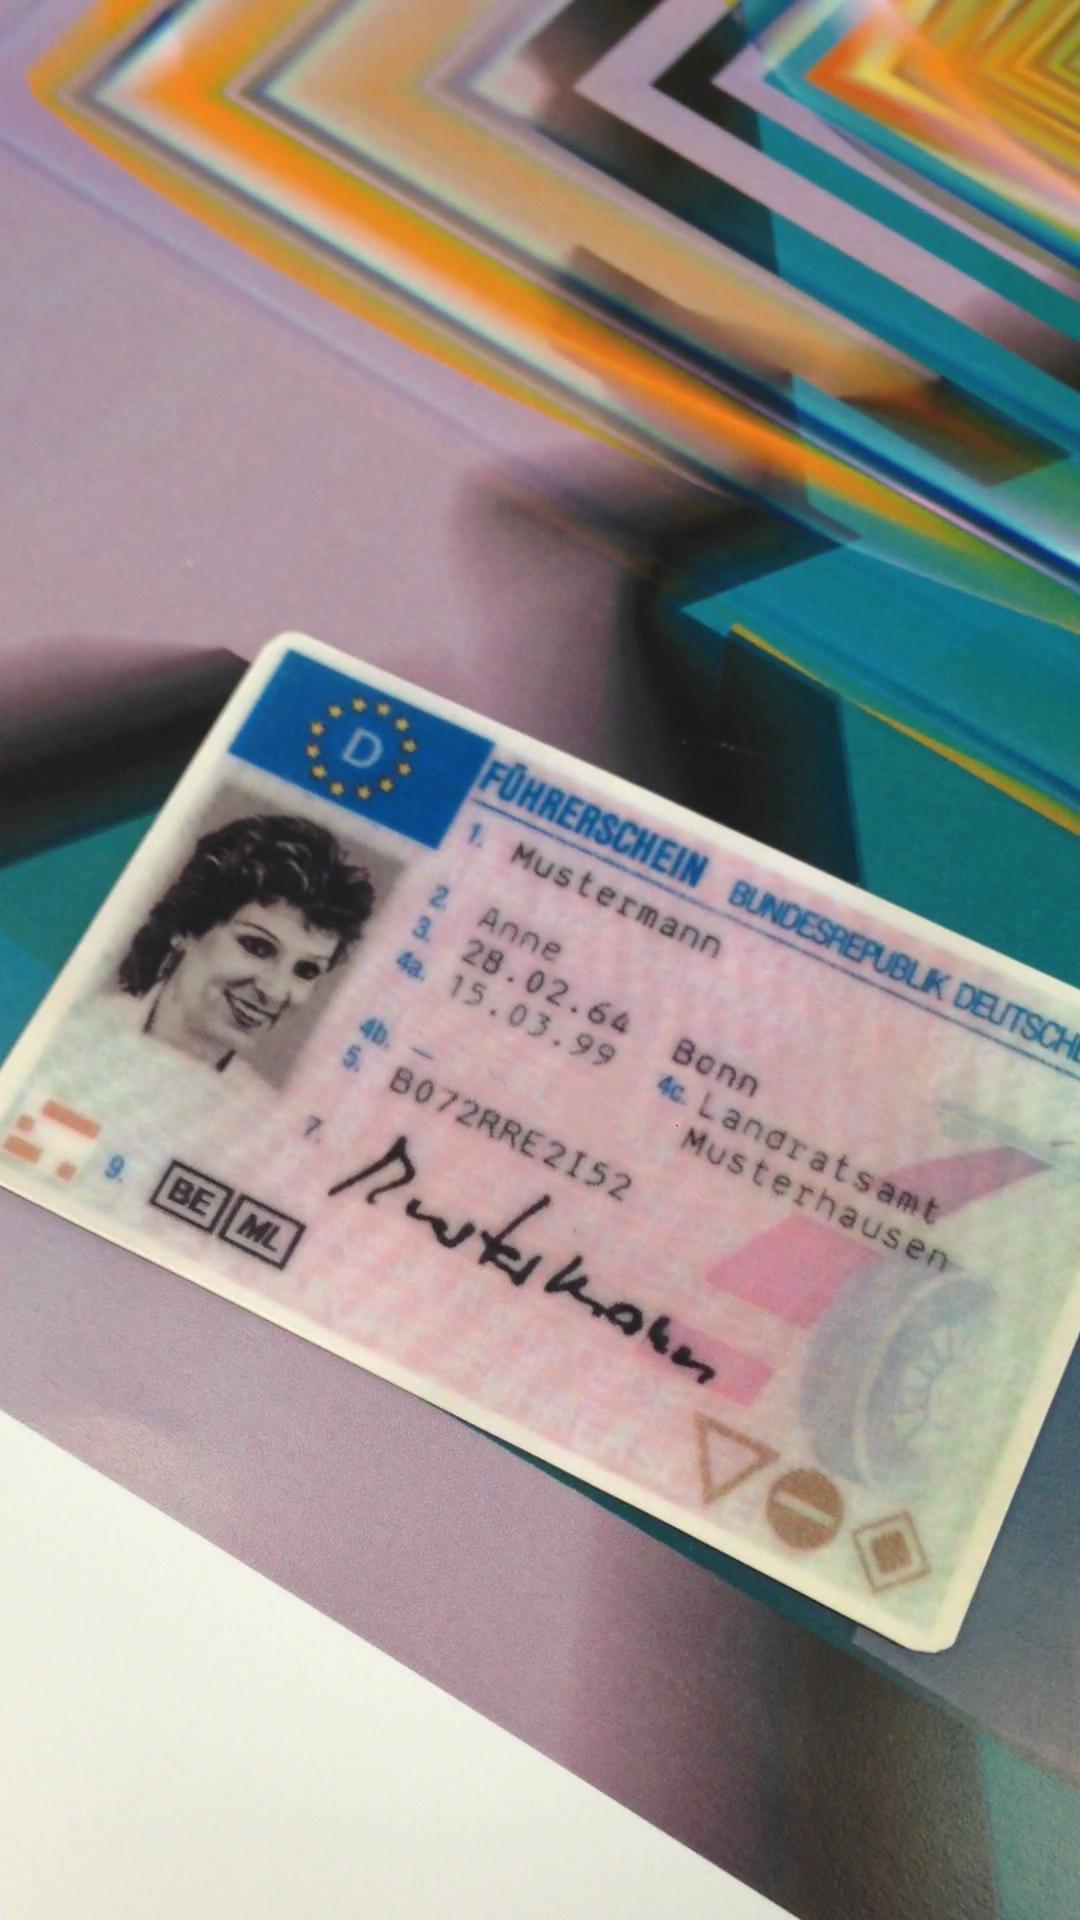 D
FÜHRERSCHEIN BUNDESREPUBLIK
1. Mustermann
2. Anne
3. 28.02.64 Bonn
4a. 15.03.99 4c. Landratsamt
4b. — Musterhausen
5. B072RRE2I52
7. Mustermann
9. BE ML